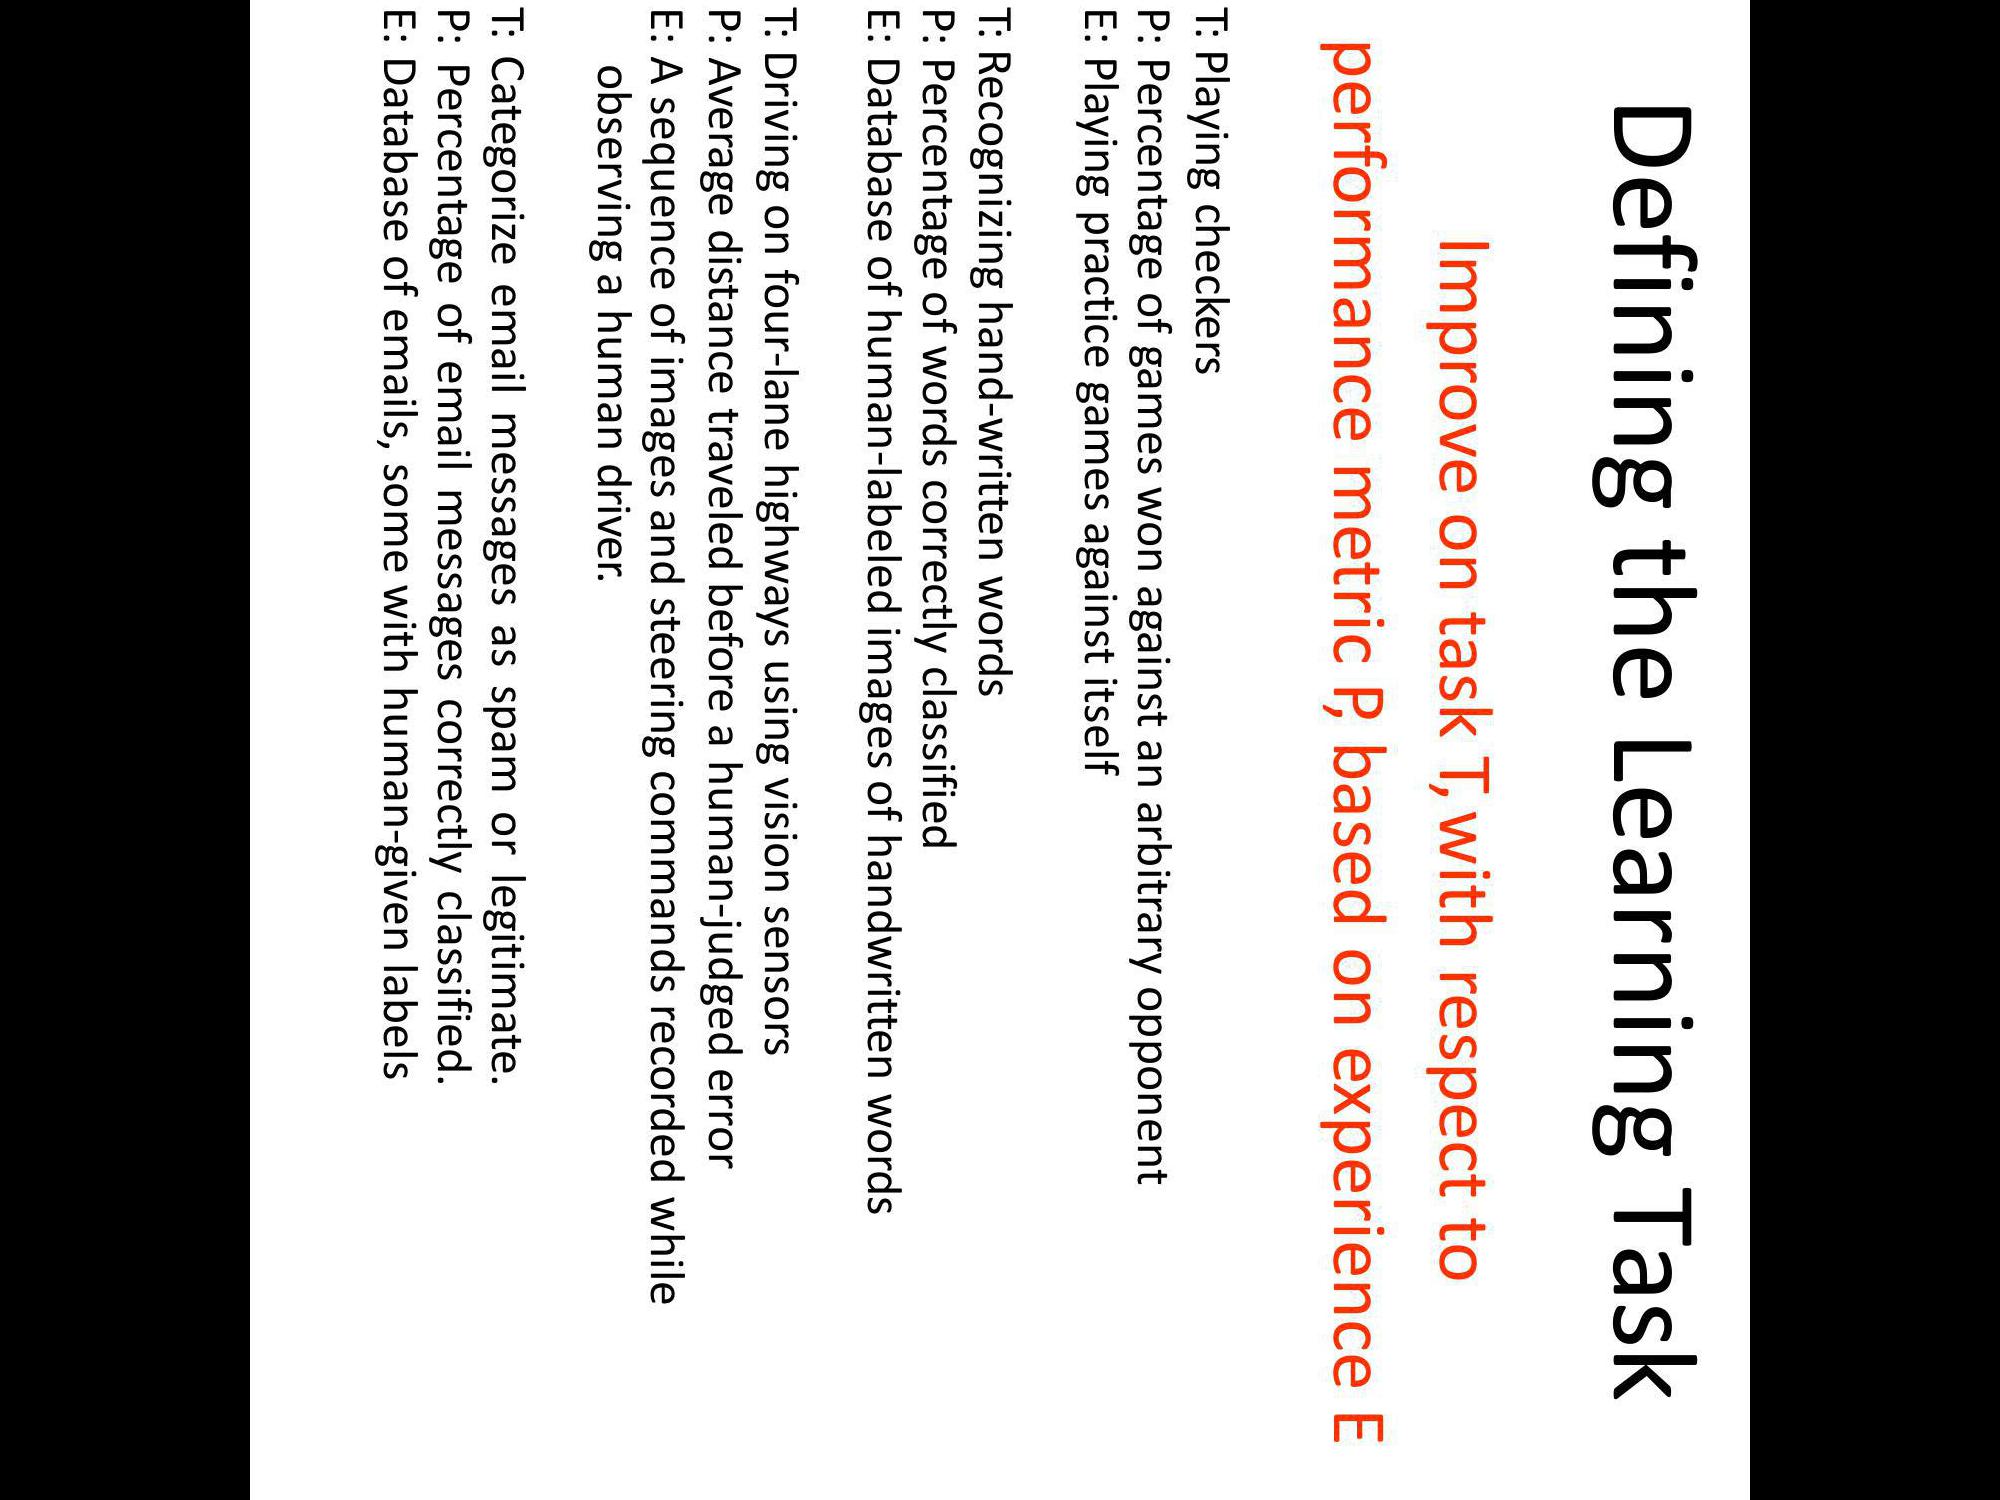 Defining the Learning Task
Improve on task T, with respect to
performance metric P, based on experience E
T: Playing checkers
P: Percentage of games won against an arbitrary opponent
E: Playing practice games against itself
T: Recognizing hand-written words
P: Percentage of words correctly classified
E: Database of human-labeled images of handwritten words
T: Driving on four-lane highways using vision sensors
P: Average distance traveled before a human-judged error
E: A sequence of images and steering commands recorded while
observing a human driver.
T: Categorize email messages as spam or legitimate.
P: Percentage of email messages correctly classified.
E: Database of emails, some with human-given labels